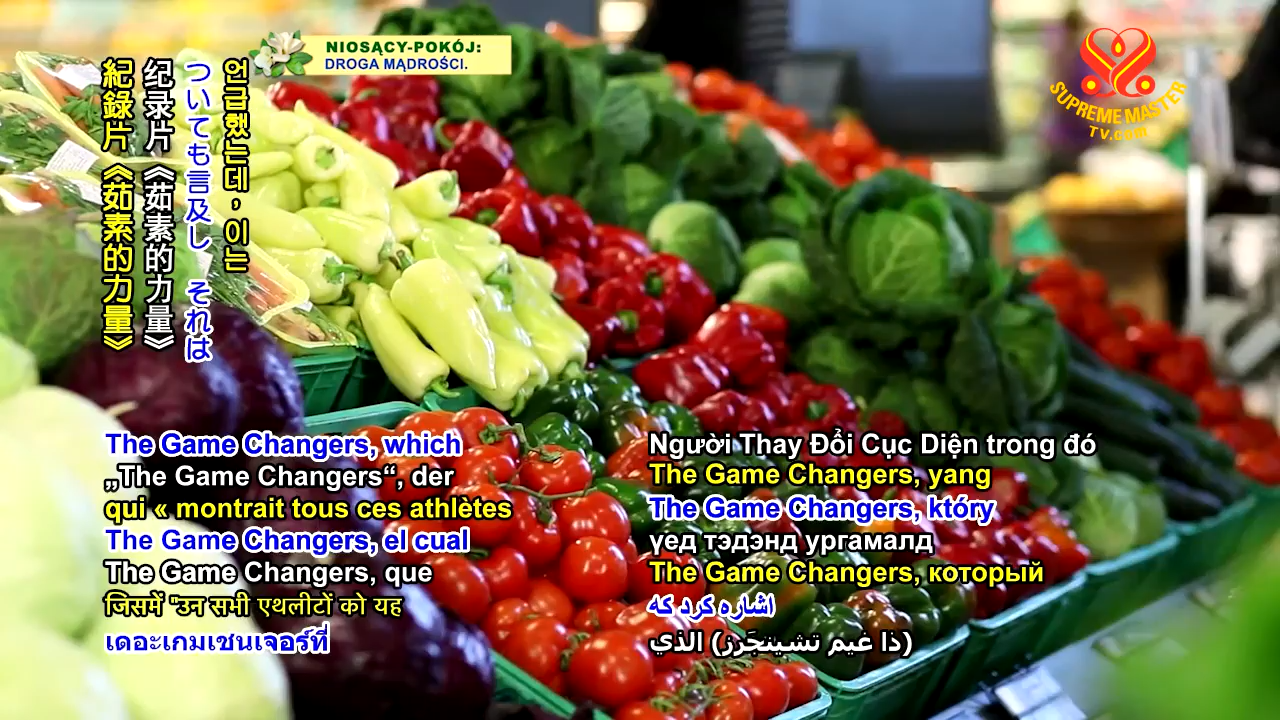 NIOSĄCY-POKÓJ:
DROGA MĄDROŚCI.
SUPREME MASTER
TV.com
언급했는데, 이는
ついても言及し それは
纪录片《茹素的力量》
紀錄片《茹素的力量》
The Game Changers, which
„The Game Changers“, der
qui « montrait tous ces athlètes
The Game Changers, el cual
The Game Changers, que
जिसमें "उन सभी एथलीटों को यह
เดอะเกมเชนเจอร์ที่
Người Thay Đổi Cục Diện trong đó
The Game Changers, yang
The Game Changers, który
үед тэдэнд ургамалд
The Game Changers, который
اشاره کرد که
(ذا غيم تشينجَرز) الذي